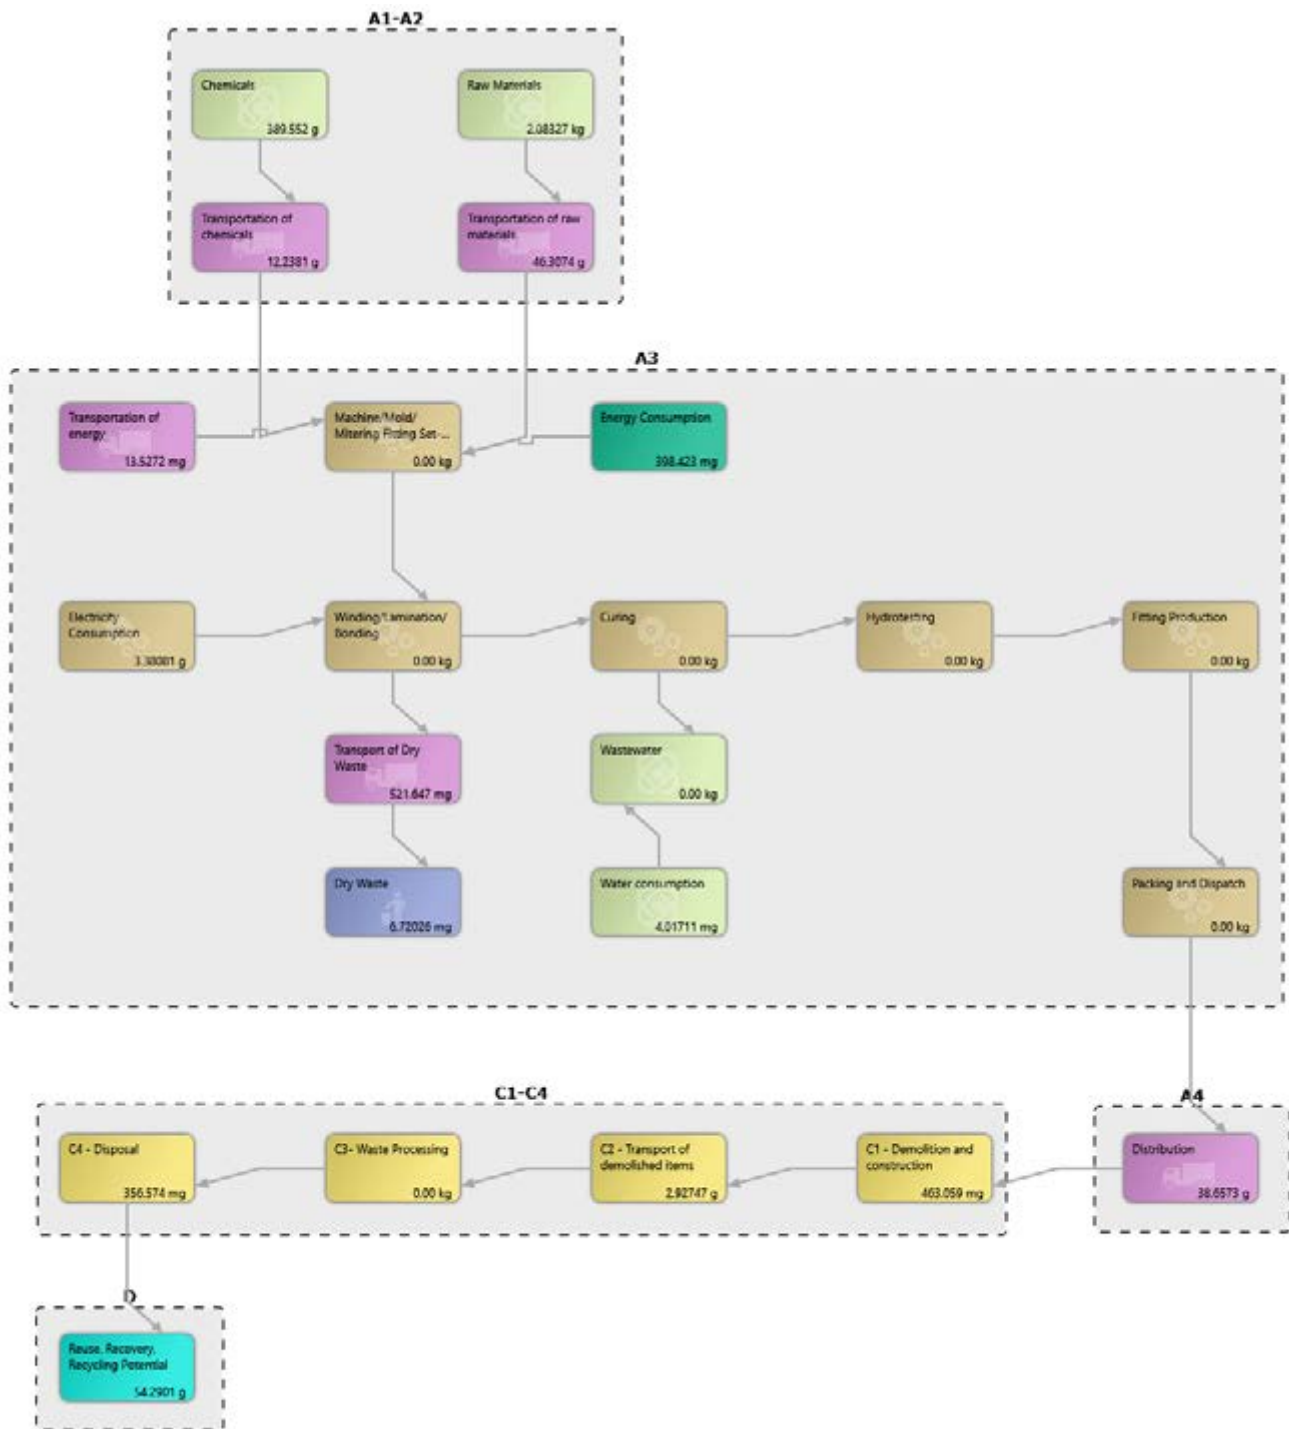 A1-A2
Chemicals
389.552 g
Raw Materials
2.08327 kg
Transportation of
chemicals
12.2381 g
Transportation of raw
materials
46.3074 g
A3
Transportation of
energy
13.5272 mg
Machine/Mold/
Mitering Fitting Set-...
0.00 kg
Energy Consumption
398.423 mg
Electricity
Consumption
3.38081 g
Winding/Lamination/
Bonding
0.00 kg
Curing
0.00 kg
Hydrotesting
0.00 kg
Fitting Production
0.00 kg
Transport of Dry
Waste
521.647 mg
Wastewater
0.00 kg
Dry Waste
6.72026 mg
Water consumption
4.01711 mg
Packing and Dispatch
0.00 kg
C1-C4
A4
C4 - Disposal
356.574 mg
C3- Waste Processing
0.00 kg
C2 - Transport of
demolished items
2.92747 g
C1 - Demolition and
construction
463.059 mg
Distribution
38.6573 g
D
Reuse, Recovery,
Recycling Potential
54.2901 g